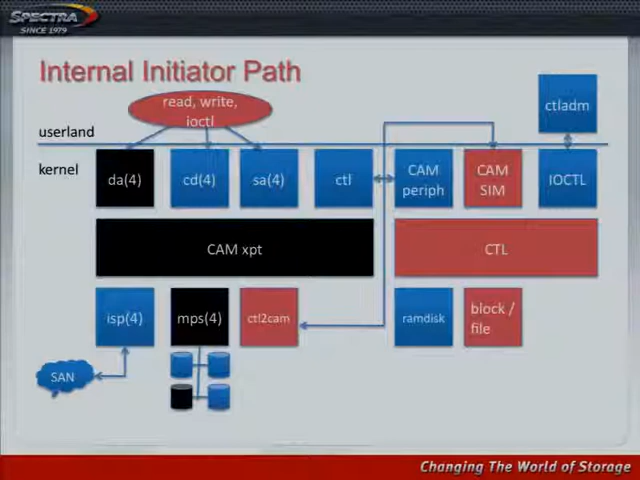 SPECTRA
SINCE 1979
Internal Initiator Path
read, write,
ioctl
ctladm
userland
kernel
da(4)
cd(4)
sa(4)
ctl
CAM
periph
CAM
SIM
IOCTL
CAM xpt
CTL
isp(4)
mps(4)
ctl2cam
ramdisk
block /
file
SAN
Changing The World of Storage